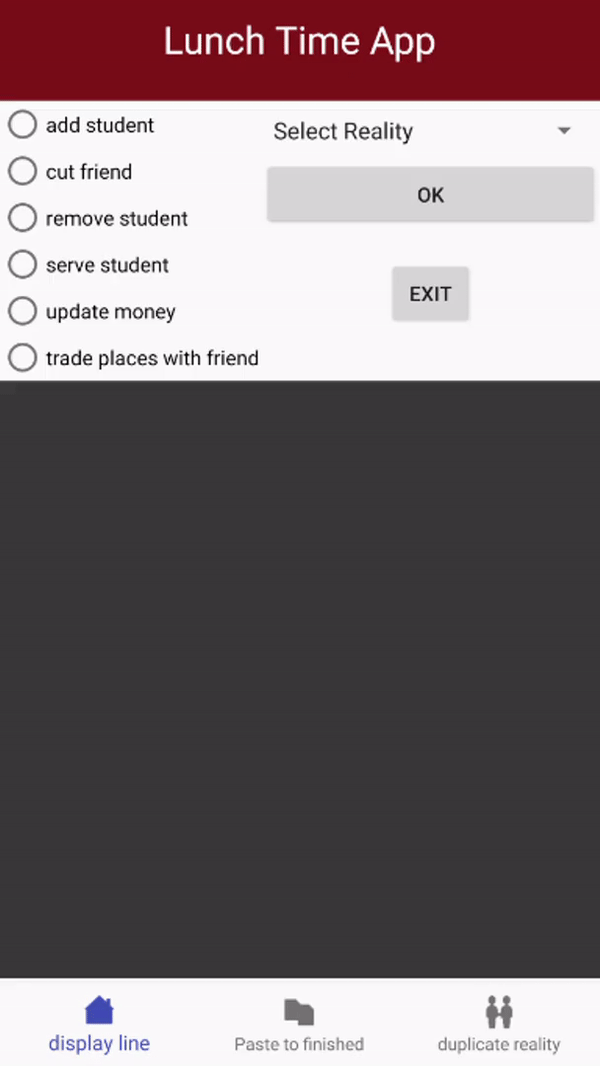 Lunch Time App
add student
cut friend
remove student
serve student
update money
trade places with friend
Select Reality
OK
EXIT
display line
Paste to finished
duplicate reality